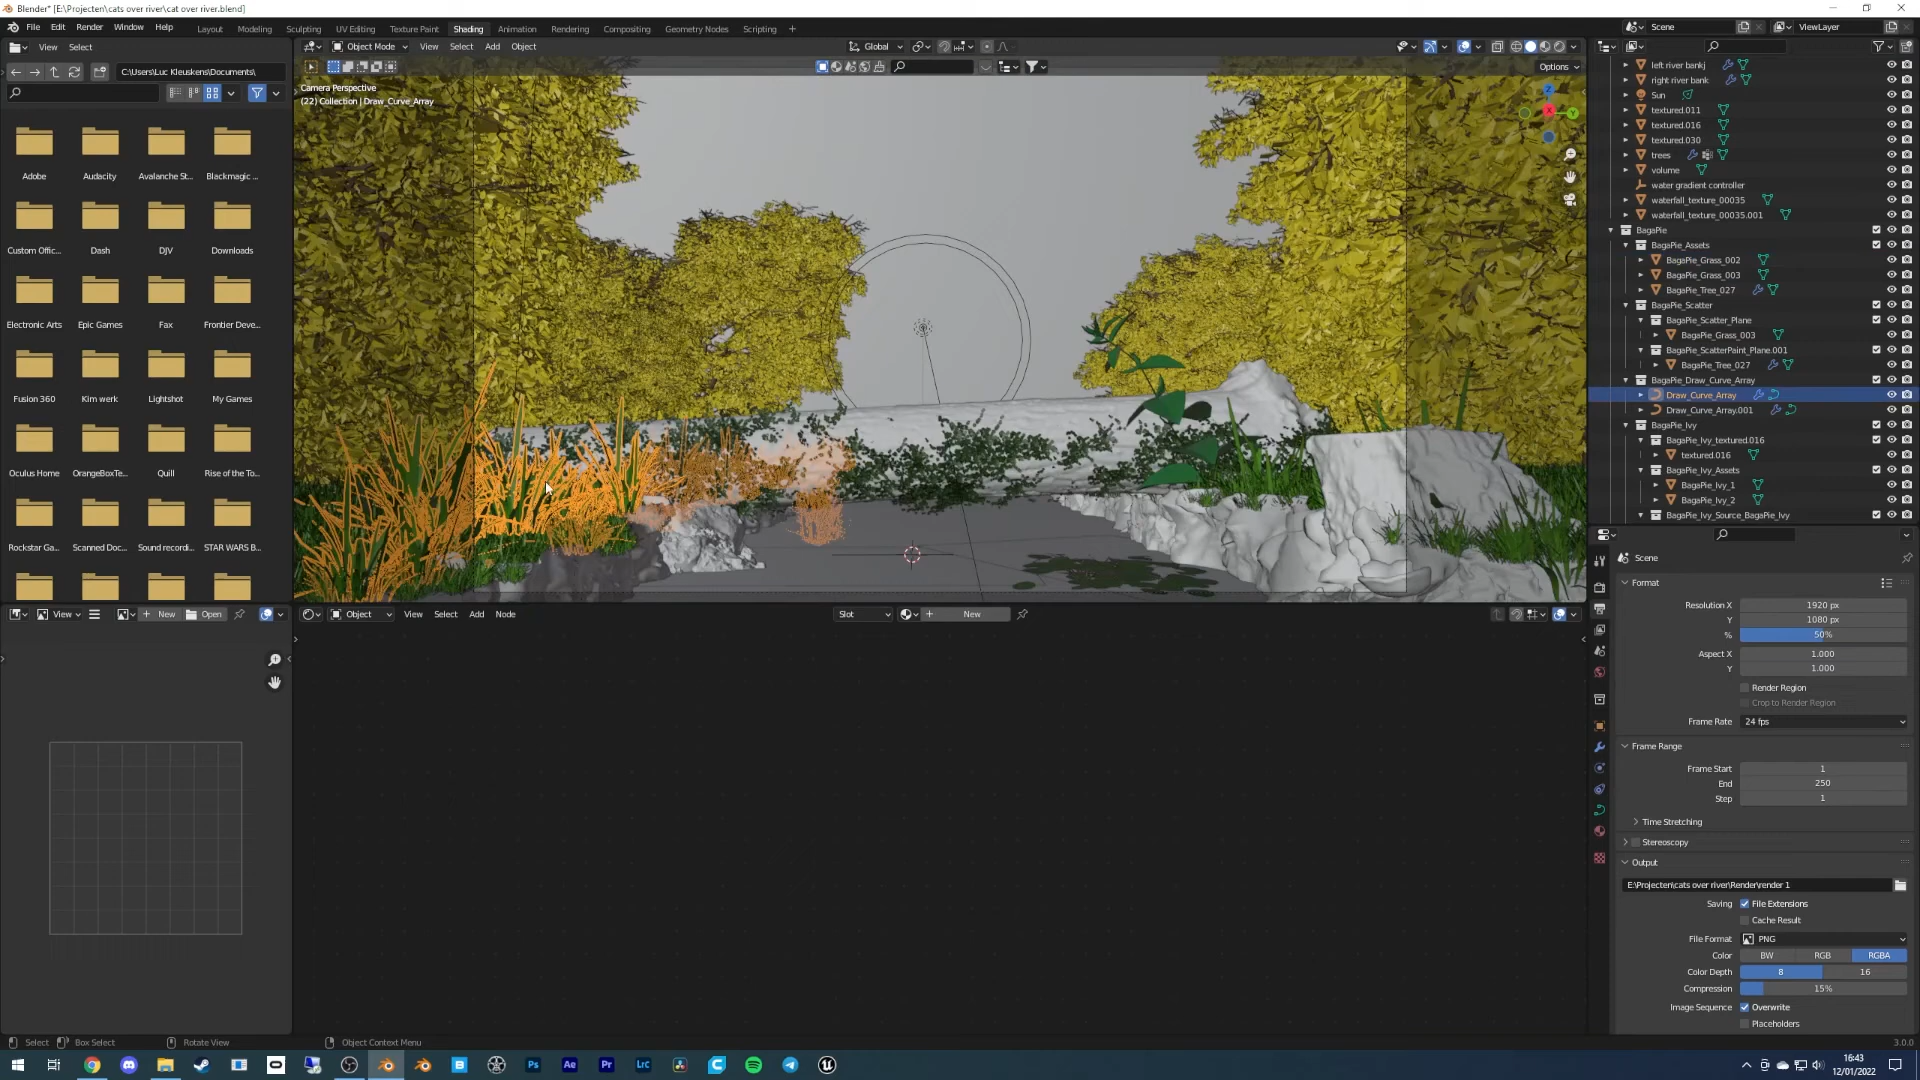 Blender* [E:\Projecten\cats over river\cat over river.blend]
File Edit Render Window Help
Layout Modeling Sculpting UV Editing Texture Paint Shading Animation Rendering Compositing Geometry Nodes Scripting +
Scene
ViewLayer
View Select
C:\Users\Luc Kleuskens\Documents\
Adobe Audacity Avalanche St... Blackmagic ...
Custom Offic... Dash DJV Downloads
Electronic Arts Epic Games Fax Frontier Deve...
Fusion 360 Kim werk Lightshot My Games
Oculus Home OrangeBoxTe... Quill Rise of the To...
Rockstar Ga... Scanned Doc... Sound recordi... STAR WARS B...
Object Mode View Select Add Object
Global
Options
Camera Perspective
(22) Collection | Draw_Curve_Array
Z
X
Y
left river bankj
right river bank
Sun
textured.011
textured.016
textured.030
trees
volume
water gradient controller
waterfall_texture_00035
waterfall_texture_00035.001
BagaPie
BagaPie_Assets
BagaPie_Grass_002
BagaPie_Grass_003
BagaPie_Tree_027
BagaPie_Scatter
BagaPie_Scatter_Plane
BagaPie_Grass_003
BagaPie_ScatterPaint_Plane.001
BagaPie_Tree_027
BagaPie_Draw_Curve_Array
Draw_Curve_Array
Draw_Curve_Array.001
BagaPie_Ivy
BagaPie_Ivy_textured.016
textured.016
BagaPie_Ivy_Assets
BagaPie_Ivy_1
BagaPie_Ivy_2
BagaPie_Ivy_Source_BagaPie_Ivy
Scene
Format
Resolution X 1920 px
Y 1080 px
% 50%
Aspect X 1.000
Y 1.000
Render Region
Crop to Render Region
Frame Rate 24 fps
Frame Range
Frame Start 1
End 250
Step 1
Time Stretching
Stereoscopy
Output
E:\Projecten\cats over river\Render\render 1
Saving File Extensions
Cache Result
File Format PNG
Color BW RGB RGBA
Color Depth 8 16
Compression 15%
Image Sequence Overwrite
Placeholders
View New Open
Object View Select Add Node
Slot
New
Select Box Select Rotate View Object Context Menu
3.0.0
Ps Ae Pr Lrc
16:43
12/01/2022